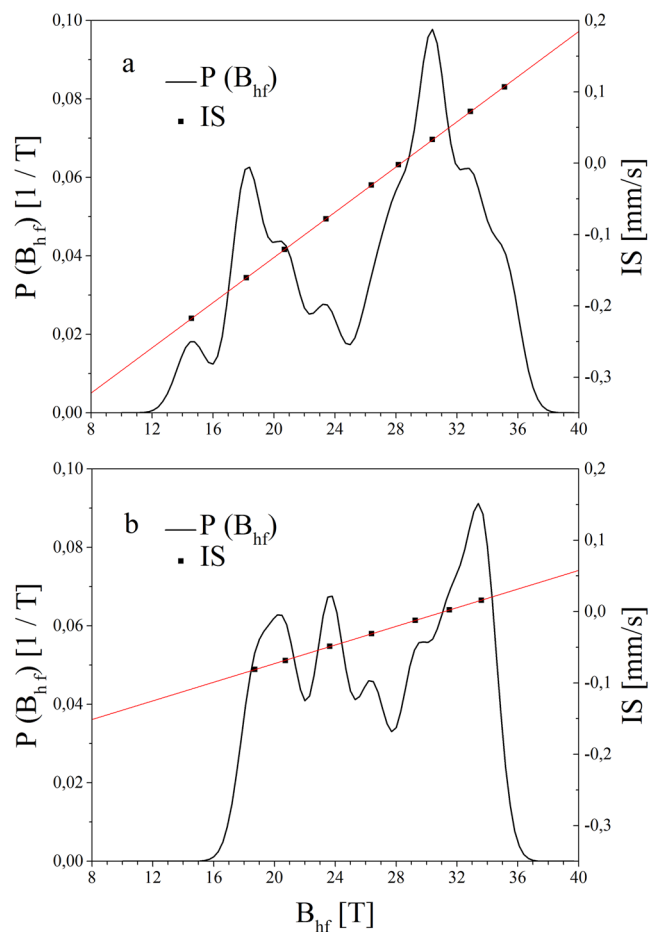 0,10
0,08
0,06
0,04
0,02
0,00
P (B hf) [1 / T]
a
P (B hf)
IS
0,2
0,1
0,0
-0,1
-0,2
-0,3
IS [mm/s]
8 12 16 20 24 28 32 36 40
0,10
0,08
0,06
0,04
0,02
0,00
P (B hf) [1 / T]
b
P (B hf)
IS
0,2
0,1
0,0
-0,1
-0,2
-0,3
IS [mm/s]
8 12 16 20 24 28 32 36 40
B hf [T]